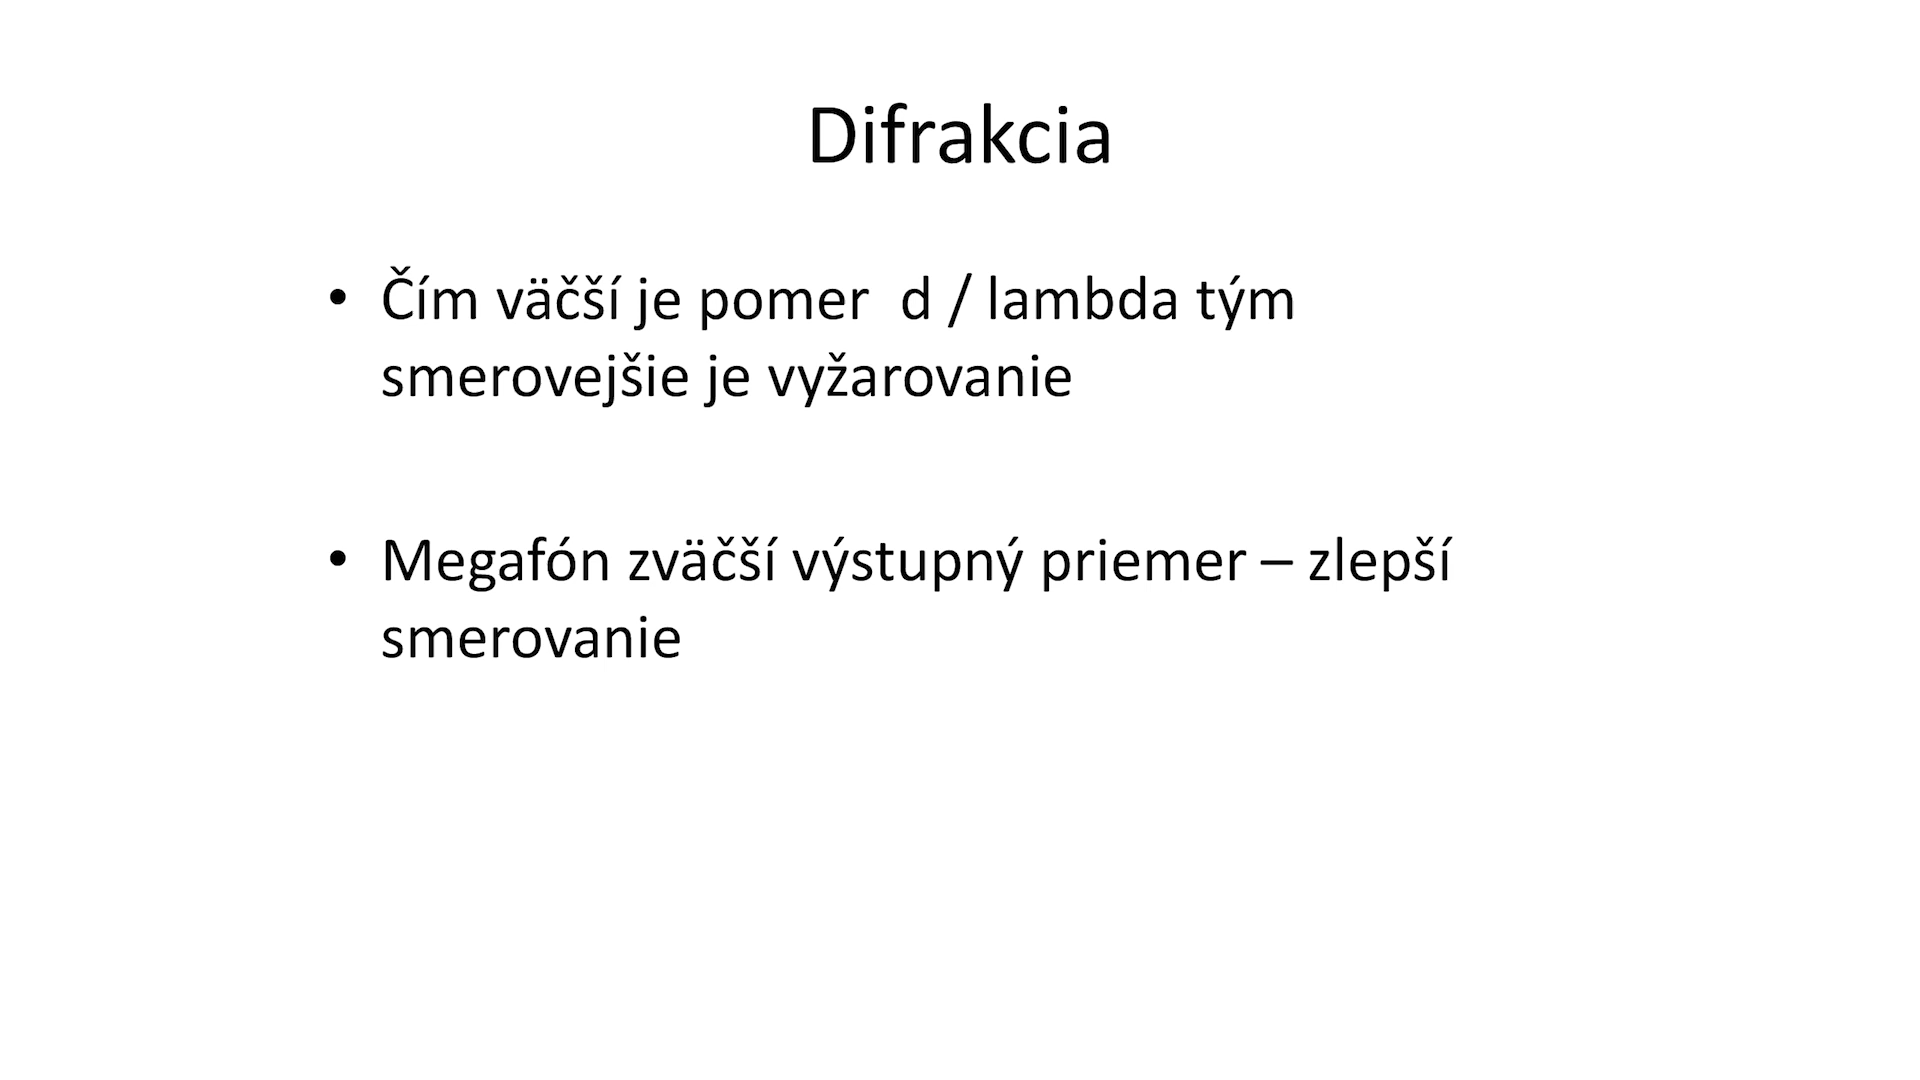 Difrakcia
• Čím väčší je pomer  d / lambda tým
smerovejšie je vyžarovanie
• Megafón zväčší výstupný priemer – zlepší
smerovanie